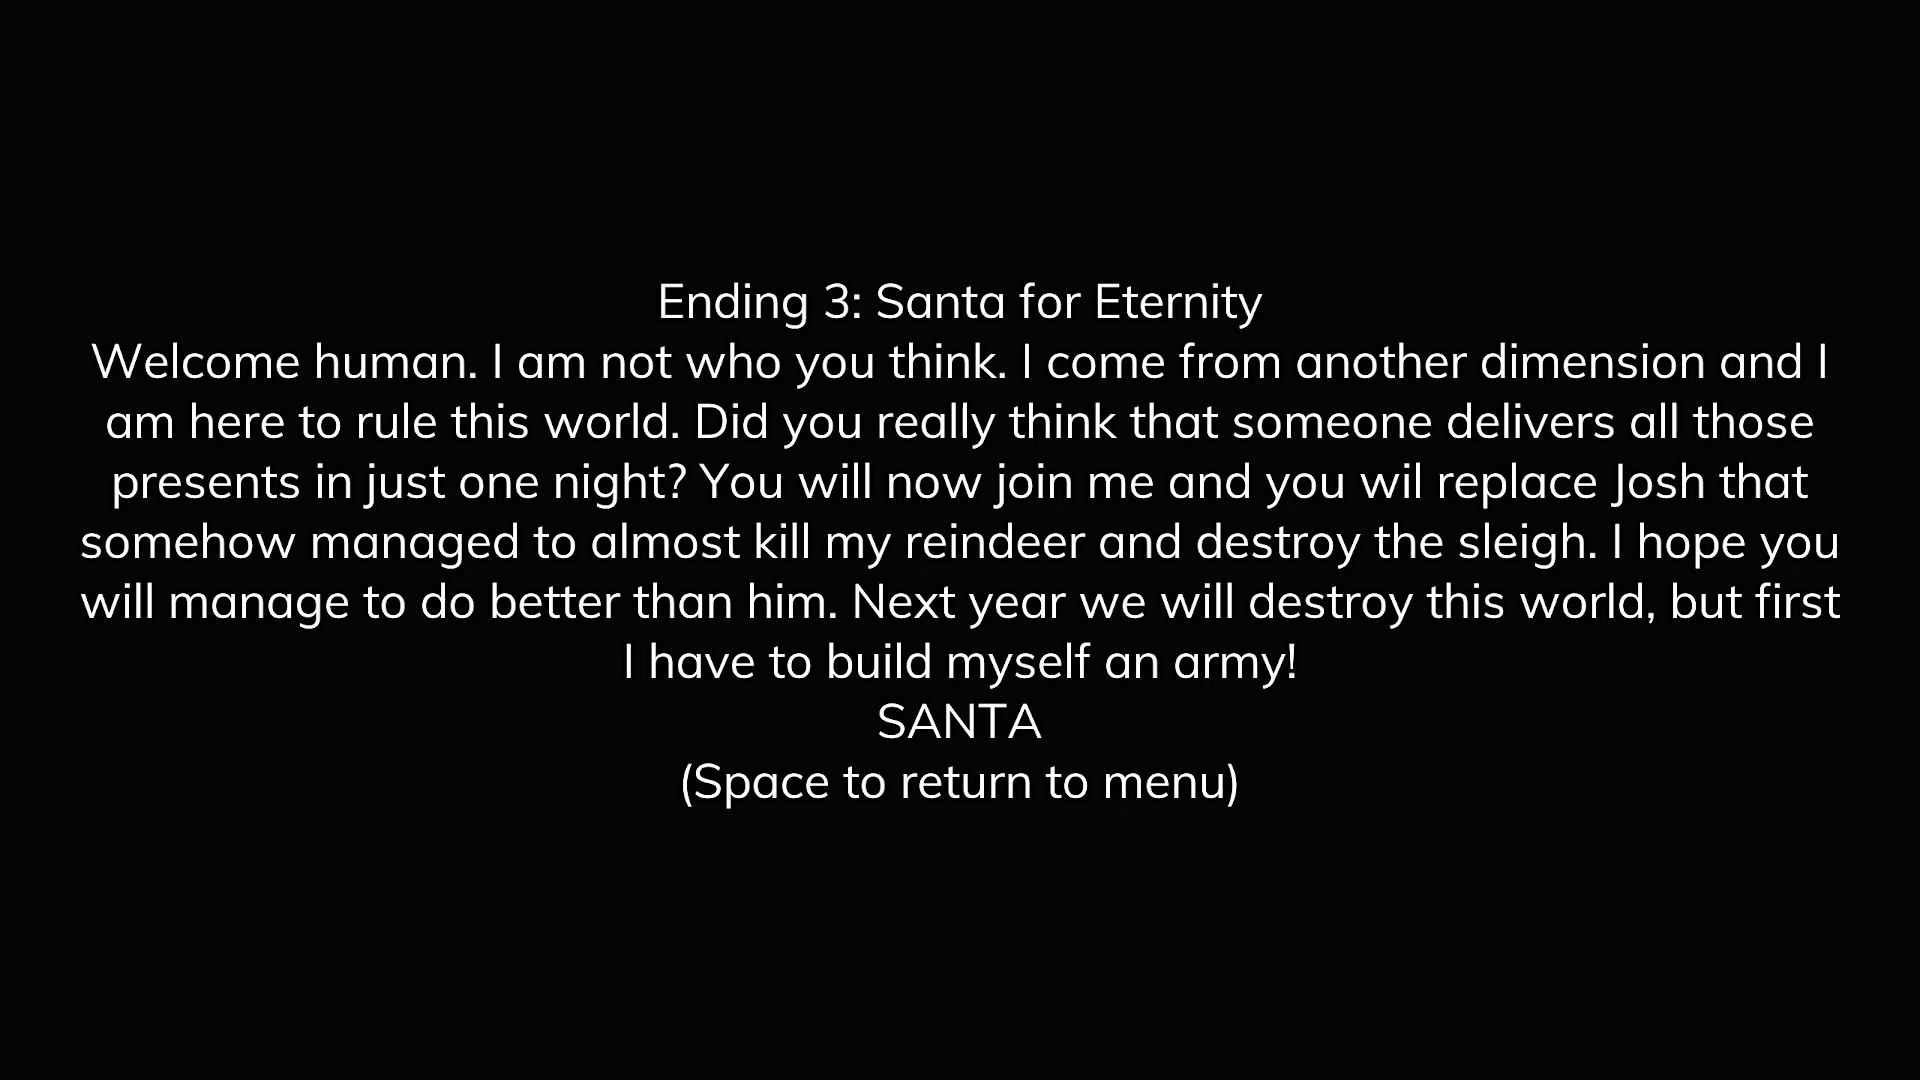 Ending 3: Santa for Eternity
Welcome human. I am not who you think. I come from another dimension and I
am here to rule this world. Did you really think that someone delivers all those
presents in just one night? You will now join me and you wil replace Josh that
somehow managed to almost kill my reindeer and destroy the sleigh. I hope you
will manage to do better than him. Next year we will destroy this world, but first
I have to build myself an army!
SANTA
(Space to return to menu)